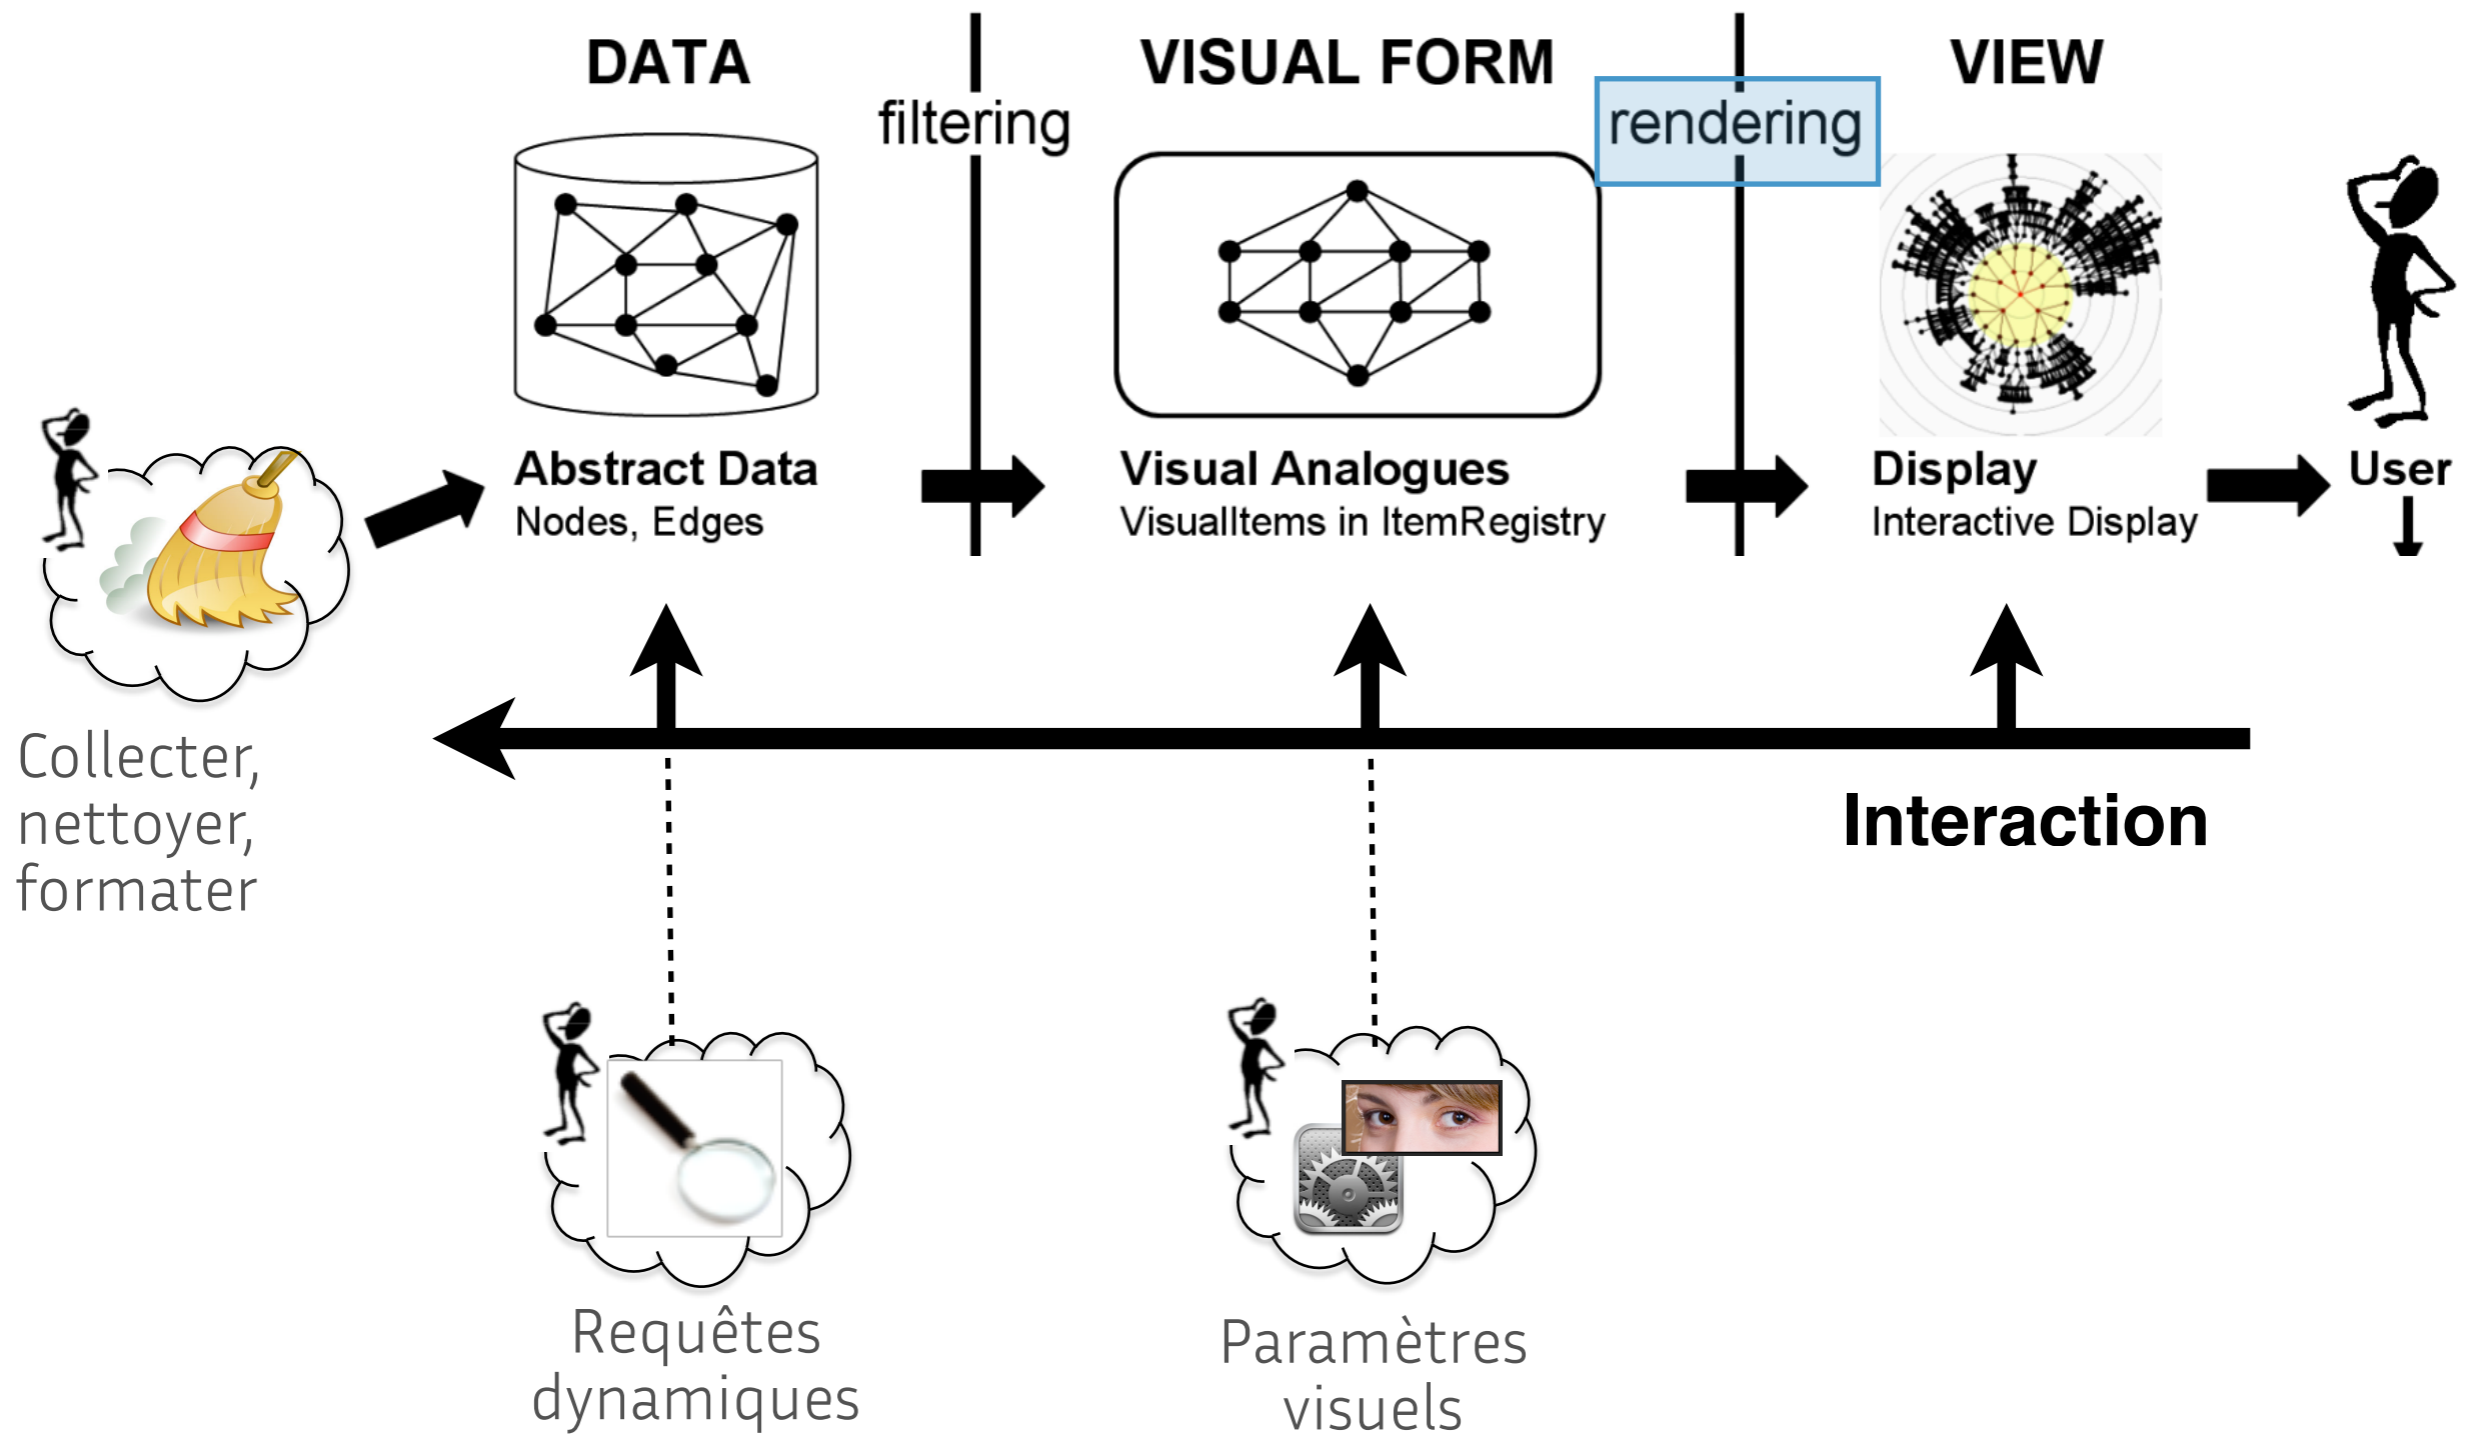 DATA
filtering
VISUAL FORM
rendering
VIEW
Abstract Data
Nodes, Edges
Visual Analogues
VisualItems in ItemRegistry
Display
Interactive Display
User
Collecter,
nettoyer,
formater
Interaction
Requêtes
dynamiques
Paramètres
visuels